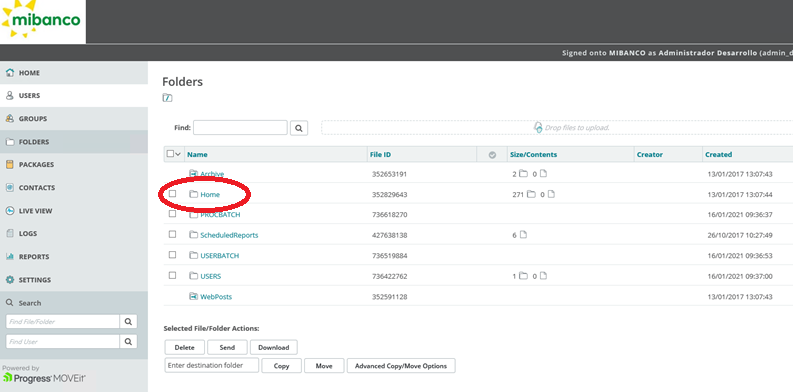 mibanco
Signed onto MIBANCO as Administrador Desarrollo (admin_d
HOME
USERS
GROUPS
FOLDERS
PACKAGES
CONTACTS
LIVE VIEW
LOGS
REPORTS
SETTINGS
Search
Find File/Folder
Find User
Powered by
Progress MOVEit
Folders
/
Find:
Drop files to upload.
Name File ID Size/Contents Creator Created
Archive 352653191 2 0 13/01/2017 13:07:43
Home 352829643 271 0 13/01/2017 13:07:44
PROCBATCH 736618270 16/01/2021 09:36:37
ScheduledReports 427638138 6 26/10/2017 10:27:49
USERBATCH 736519884 16/01/2021 09:36:53
USERS 736422762 1 0 16/01/2021 09:37:00
WebPosts 352591128 13/01/2017 13:07:43
Selected File/Folder Actions:
Delete Send Download
Enter destination folder Copy Move Advanced Copy/Move Options